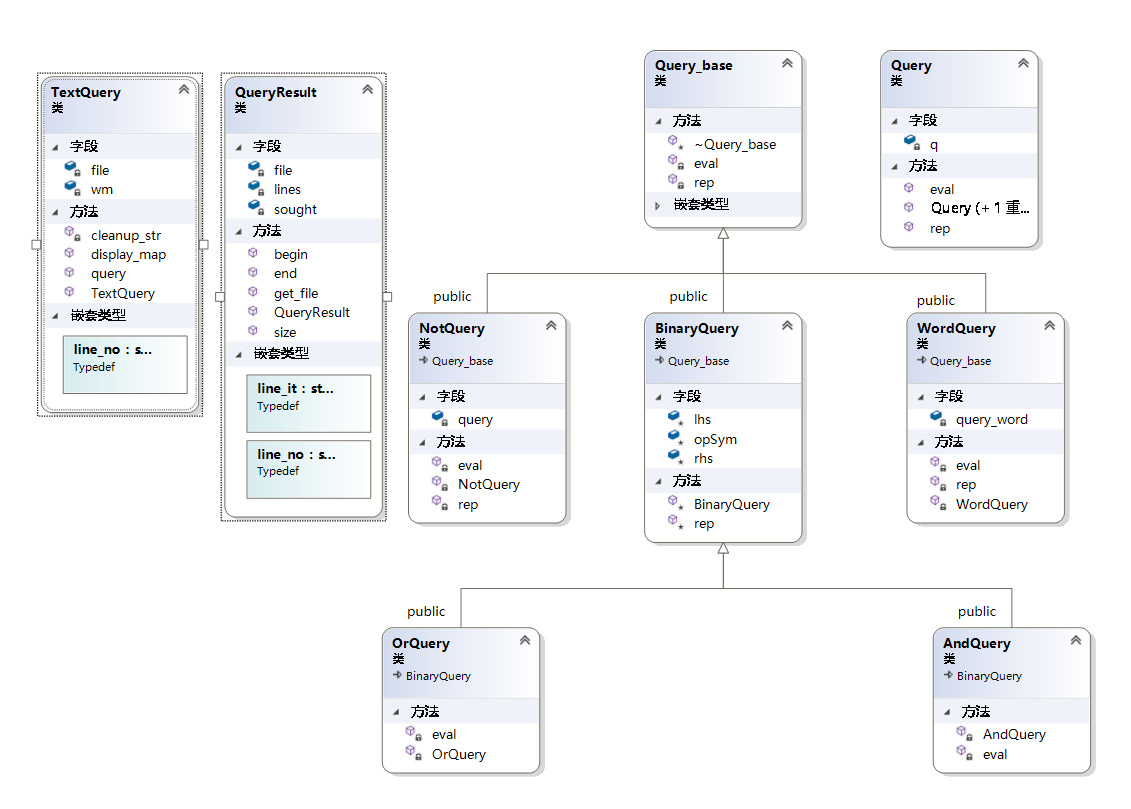 TextQuery
类
字段
file
wm
方法
cleanup_str
display_map
query
TextQuery
嵌套类型
line_no : s...
Typedef
QueryResult
类
字段
file
lines
sought
方法
begin
end
get_file
QueryResult
size
嵌套类型
line_it : st...
Typedef
line_no : s...
Typedef
Query_base
类
方法
~Query_base
eval
rep
嵌套类型
Query
类
字段
q
方法
eval
Query (+ 1 重...
rep
public
public
public
NotQuery
类
Query_base
字段
query
方法
eval
NotQuery
rep
BinaryQuery
类
Query_base
字段
lhs
opSym
rhs
方法
BinaryQuery
rep
WordQuery
类
Query_base
字段
query_word
方法
eval
rep
WordQuery
public
public
OrQuery
类
BinaryQuery
方法
eval
OrQuery
AndQuery
类
BinaryQuery
方法
AndQuery
eval